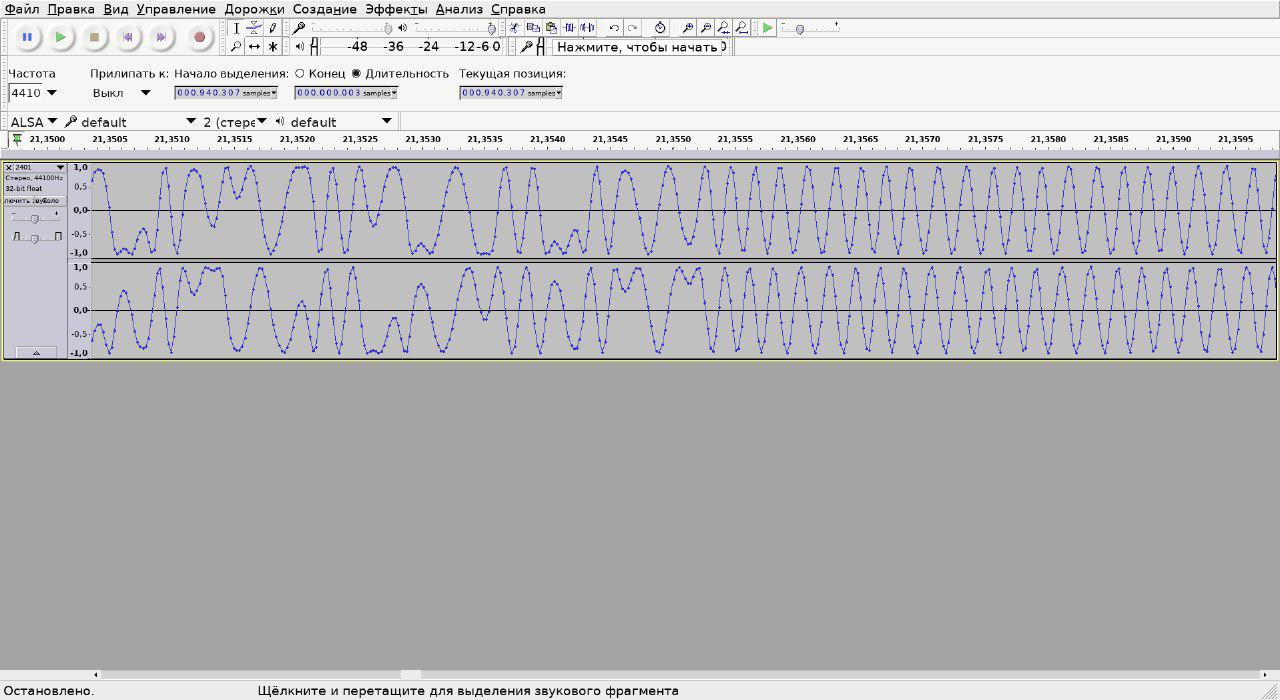 Файл Правка Вид Управление Дорожки Создание Эффекты Анализ Справка
-48 -36 -24 -12 -6 0 Нажмите, чтобы начать
Частота Прилипать к: Начало выделения: Конец Длительность Текущая позиция:
4410 Выкл 000,940,307 samples 000,000,003 samples 000,940,307 samples
ALSA default 2 (стере default
21,3500 21,3505 21,3510 21,3515 21,3520 21,3525 21,3530 21,3535 21,3540 21,3545 21,3550 21,3555 21,3560 21,3565 21,3570 21,3575 21,3580 21,3585 21,3590 21,3595
2401
Стерео, 44100Hz
32-bit float
1,0
0,5
0,0
-0,5
-1,0
1,0
0,5
0,0
-0,5
-1,0
Остановлено. Щёлкните и перетащите для выделения звукового фрагмента